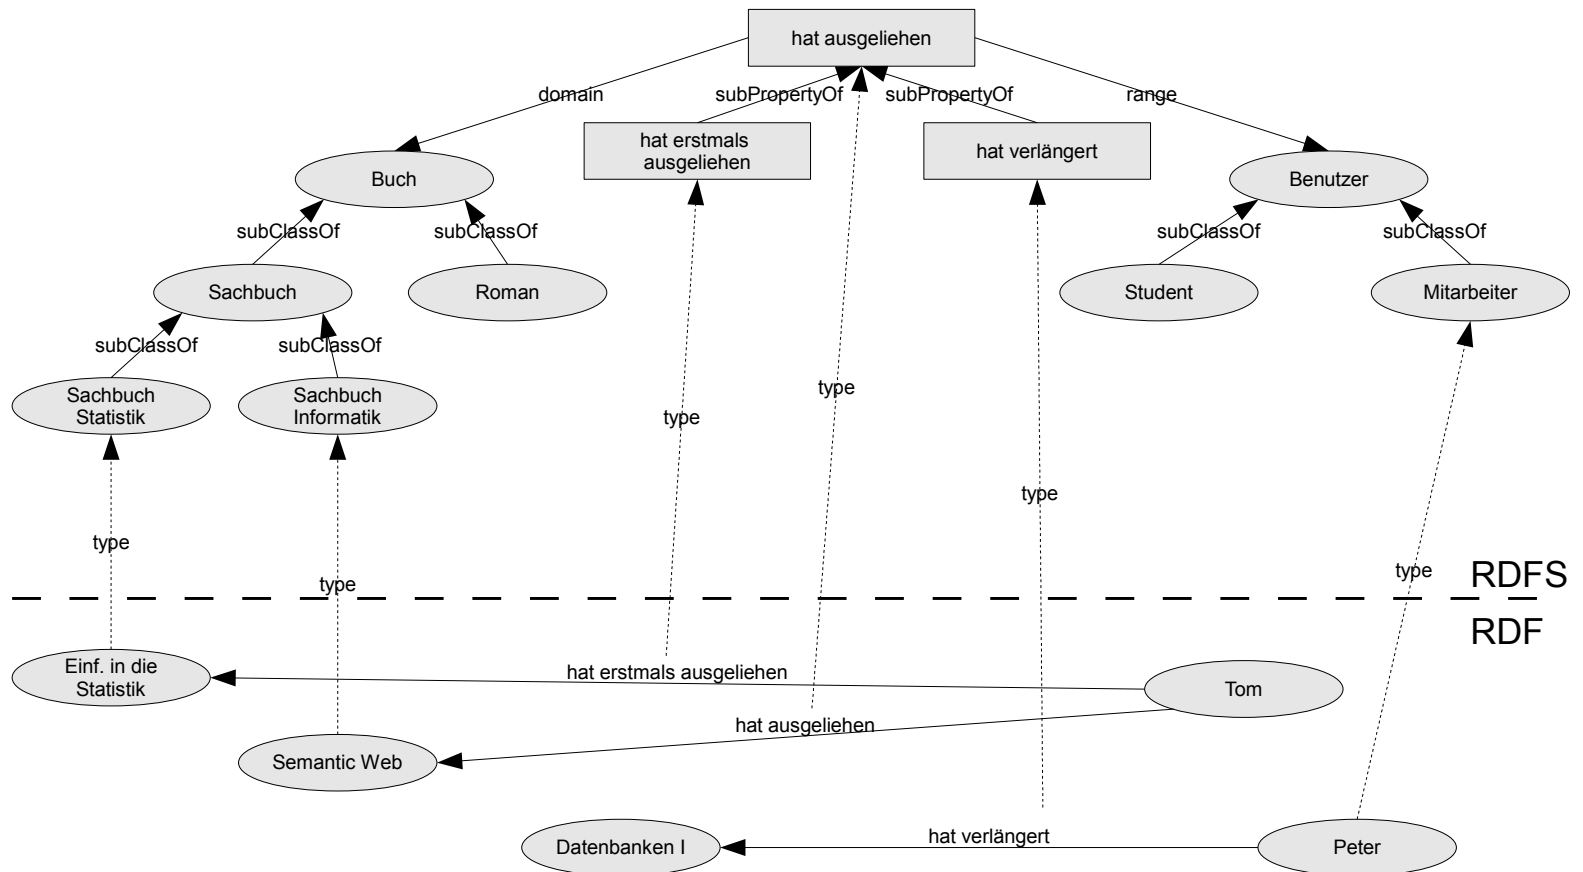 hat ausgeliehen
domain
subPropertyOf
subPropertyOf
range
hat erstmals
ausgeliehen
hat verlängert
Buch
Benutzer
subClassOf
subClassOf
subClassOf
subClassOf
Sachbuch
Roman
Student
Mitarbeiter
subClassOf
subClassOf
Sachbuch
Statistik
Sachbuch
Informatik
type
type
type
type
type
type
RDFS
RDF
Einf. in die
Statistik
hat erstmals ausgeliehen
Tom
hat ausgeliehen
Semantic Web
Datenbanken I
hat verlängert
Peter